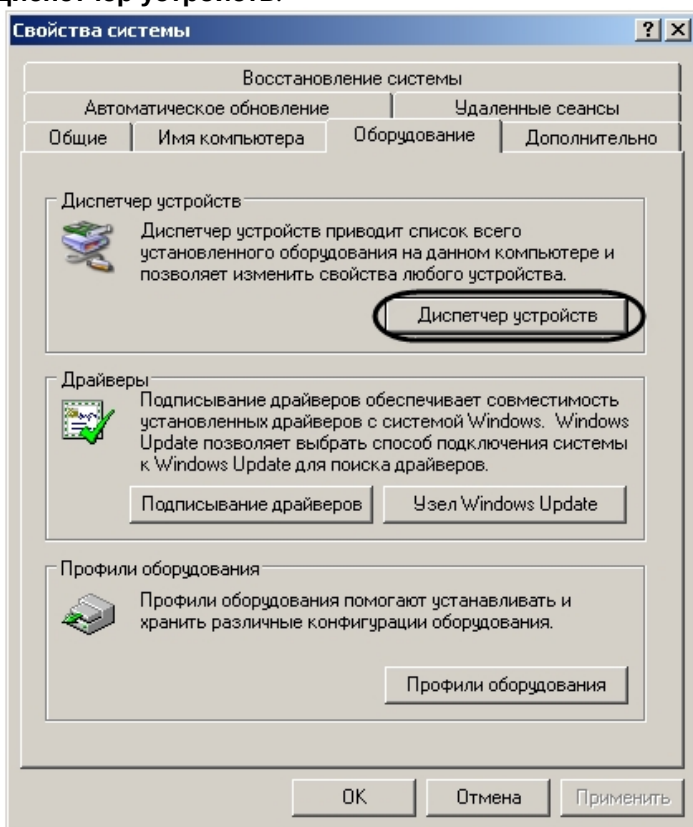 диспетчер устройств.
Свойства системы
Восстановление системы
Автоматическое обновление Удаленные сеансы
Общие Имя компьютера Оборудование Дополнительно
Диспетчер устройств
Диспетчер устройств приводит список всего
установленного оборудования на данном компьютере и
позволяет изменить свойства любого устройства.
Диспетчер устройств
Драйверы
Подписывание драйверов обеспечивает совместимость
установленных драйверов с системой Windows. Windows
Update позволяет выбрать способ подключения системы
к Windows Update для поиска драйверов.
Подписывание драйверов Узел Windows Update
Профили оборудования
Профили оборудования помогают устанавливать и
хранить различные конфигурации оборудования.
Профили оборудования
OK Отмена Применить